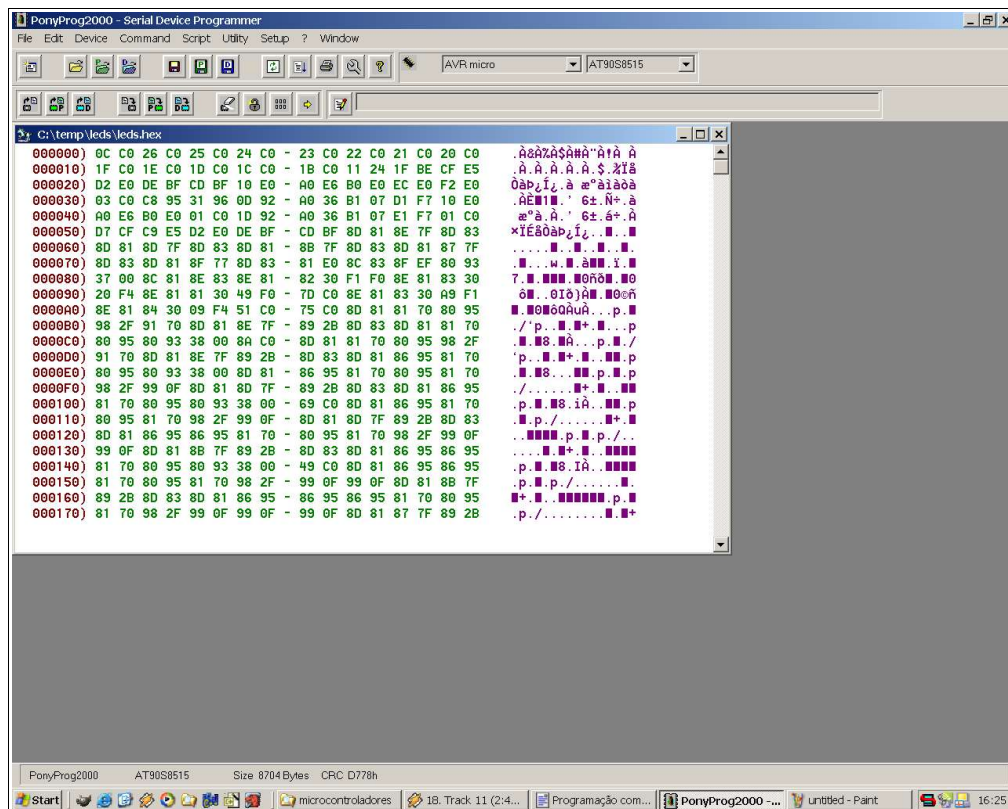 PonyProg2000 - Serial Device Programmer
File Edit Device Command Script Utility Setup ? Window
AVR micro AT90S8515
C:\temp\leds\leds.hex
000000) 0C C0 26 C0 25 C0 24 C0 - 23 C0 22 C0 21 C0 20 C0 .À&À%À$À#À"À!À À
000010) 1F C0 1E C0 1D C0 1C C0 - 1B C0 11 24 1F BE CF E5 .À.À.À.À.À.$.¾Ïå
000020) D2 E0 DE BF CD BF 10 E0 - A0 E6 B0 E0 EC E0 F2 E0 ÒàÞ¿Í¿.à æ°àìàòà
000030) 03 C0 C8 95 31 96 0D 92 - A0 36 B1 07 D1 F7 10 E0
000040) A0 E6 B0 E0 01 C0 1D 92 - A0 36 B1 07 E1 F7 01 C0
000050) D7 CF C9 E5 D2 E0 DE BF - CD BF 8D 81 8E 7F 8D 83
000060) 8D 81 8D 7F 8D 83 8D 81 - 8B 7F 8D 83 8D 81 87 7F
000070) 8D 83 8D 81 8F 77 8D 83 - 81 E0 8C 83 8F EF 80 93
000080) 37 00 8C 81 8E 83 8E 81 - 82 30 F1 F0 8E 81 83 30
000090) 20 F4 8E 81 81 30 49 F0 - 7D C0 8E 81 83 30 A9 F1
0000A0) 8E 81 84 30 09 F4 51 C0 - 75 C0 8D 81 81 70 80 95
0000B0) 98 2F 91 70 8D 81 8E 7F - 89 2B 8D 83 8D 81 81 70
0000C0) 80 95 80 93 38 00 8A C0 - 8D 81 81 70 80 95 98 2F
0000D0) 91 70 8D 81 8E 7F 89 2B - 8D 83 8D 81 86 95 81 70
0000E0) 80 95 80 93 38 00 8D 81 - 86 95 81 70 80 95 81 70
0000F0) 98 2F 99 0F 8D 81 8D 7F - 89 2B 8D 83 8D 81 86 95
000100) 81 70 80 95 80 93 38 00 - 69 C0 8D 81 86 95 81 70
000110) 80 95 81 70 98 2F 99 0F - 8D 81 8D 7F 89 2B 8D 83
000120) 8D 81 86 95 86 95 81 70 - 80 95 81 70 98 2F 99 0F
000130) 99 0F 8D 81 8B 7F 89 2B - 8D 83 8D 81 86 95 86 95
000140) 81 70 80 95 80 93 38 00 - 49 C0 8D 81 86 95 86 95
000150) 81 70 80 95 81 70 98 2F - 99 0F 99 0F 8D 81 8B 7F
000160) 89 2B 8D 83 8D 81 86 95 - 86 95 86 95 81 70 80 95
000170) 81 70 98 2F 99 0F 99 0F - 99 0F 8D 81 87 7F 89 2B
PonyProg2000 AT90S8515 Size 8704 Bytes CRC D778h
Start microcontroladores 18. Track 11 (2:4... Programação com... PonyProg2000 -... untitled - Paint 16:25